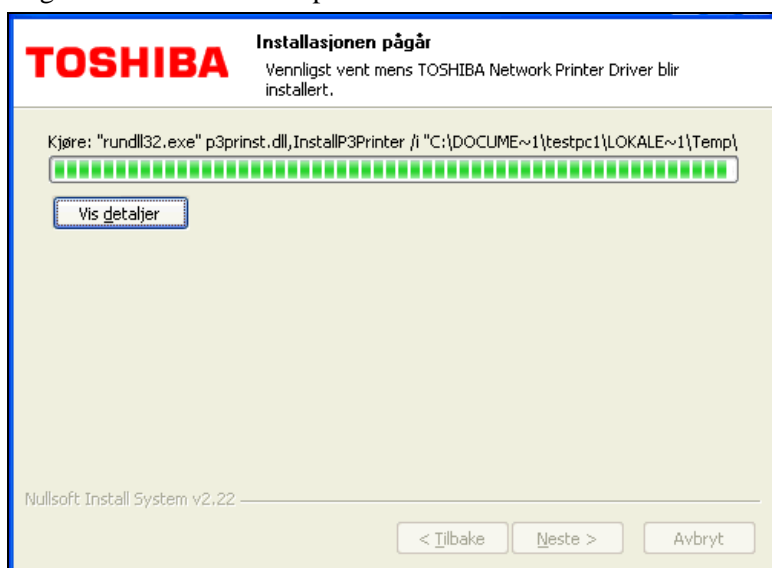 TOSHIBA
Installasjonen pågår
Vennligst vent mens TOSHIBA Network Printer Driver blir
installert.
Kjøre: "rundll32.exe" p3prinst.dll,InstallP3Printer /i "C:\DOCUME~1\testpc1\LOKALE~1\Temp\
Vis detaljer
Nullsoft Install System v2.22
< Tilbake
Neste >
Avbryt